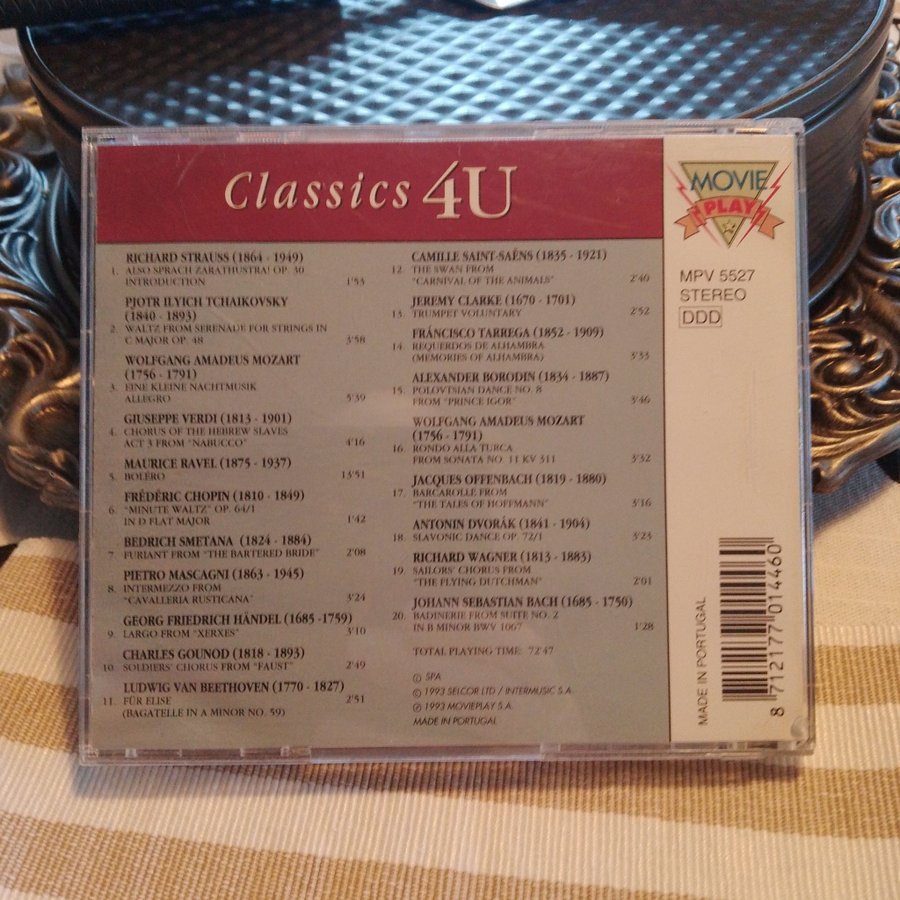 Classics 4U
RICHARD STRAUSS (1864 - 1949)
1. ALSO SPRACH ZARATHUSTRA! OP. 30
INTRODUCTION 1'53
PJOTR ILYICH TCHAIKOVSKY
(1840 - 1893)
2. WALTZ FROM SERENADE FOR STRINGS IN
C MAJOR OP. 48 3'58
WOLFGANG AMADEUS MOZART
(1756 - 1791)
3. EINE KLEINE NACHTMUSIK
ALLEGRO 5'39
GIUSEPPE VERDI (1813 - 1901)
4. CHORUS OF THE HEBREW SLAVES
ACT 3 FROM "NABUCCO" 4'16
MAURICE RAVEL (1875 - 1937)
5. BOLÉRO 13'51
FRÉDÉRIC CHOPIN (1810 - 1849)
6. "MINUTE WALTZ" OP. 64/1
IN D FLAT MAJOR 1'42
BEDRICH SMETANA (1824 - 1884)
7. FURIANT FROM "THE BARTERED BRIDE" 2'08
PIETRO MASCAGNI (1863 - 1945)
8. INTERMEZZO FROM
"CAVALLERIA RUSTICANA" 3'24
GEORG FRIEDRICH HÄNDEL (1685 -1759)
9. LARGO FROM "XERXES" 3'10
CHARLES GOUNOD (1818 - 1893)
10. SOLDIERS' CHORUS FROM "FAUST" 2'49
LUDWIG VAN BEETHOVEN (1770 - 1827)
11. FÜR ELISE 2'51
(BAGATELLE IN A MINOR NO. 59)
CAMILLE SAINT-SAËNS (1835 - 1921)
12. THE SWAN FROM
"CARNIVAL OF THE ANIMALS" 2'40
JEREMY CLARKE (1670 - 1701)
13. TRUMPET VOLUNTARY 2'52
FRÁNCISCO TARREGA (1852 - 1909)
14. REQUERDOS DE ALHAMBRA
(MEMORIES OF ALHAMBRA) 3'33
ALEXANDER BORODIN (1834 - 1887)
15. POLOVTSIAN DANCE NO. 8
FROM "PRINCE IGOR" 3'46
WOLFGANG AMADEUS MOZART
(1756 - 1791)
16. RONDO ALLA TURCA
FROM SONATA NO. 11 KV 311 3'32
JACQUES OFFENBACH (1819 - 1880)
17. BARCAROLLE FROM
"THE TALES OF HOFFMANN" 3'16
ANTONIN DVORÁK (1841 - 1904)
18. SLAVONIC DANCE OP. 72/1 3'23
RICHARD WAGNER (1813 - 1883)
19. SAILORS' CHORUS FROM
"THE FLYING DUTCHMAN" 2'01
JOHANN SEBASTIAN BACH (1685 - 1750)
20. BADINERIE FROM SUITE NO. 2
IN B MINOR BWV 1067 1'28
TOTAL PLAYING TIME: 72'47
© SPA
© 1993 SELCOR LTD / INTERMUSIC S.A.
℗ 1993 MOVIEPLAY S.A.
MADE IN PORTUGAL
MOVIE
PLAY
MPV 5527
STEREO
DDD
MADE IN PORTUGAL
8 712177 014460